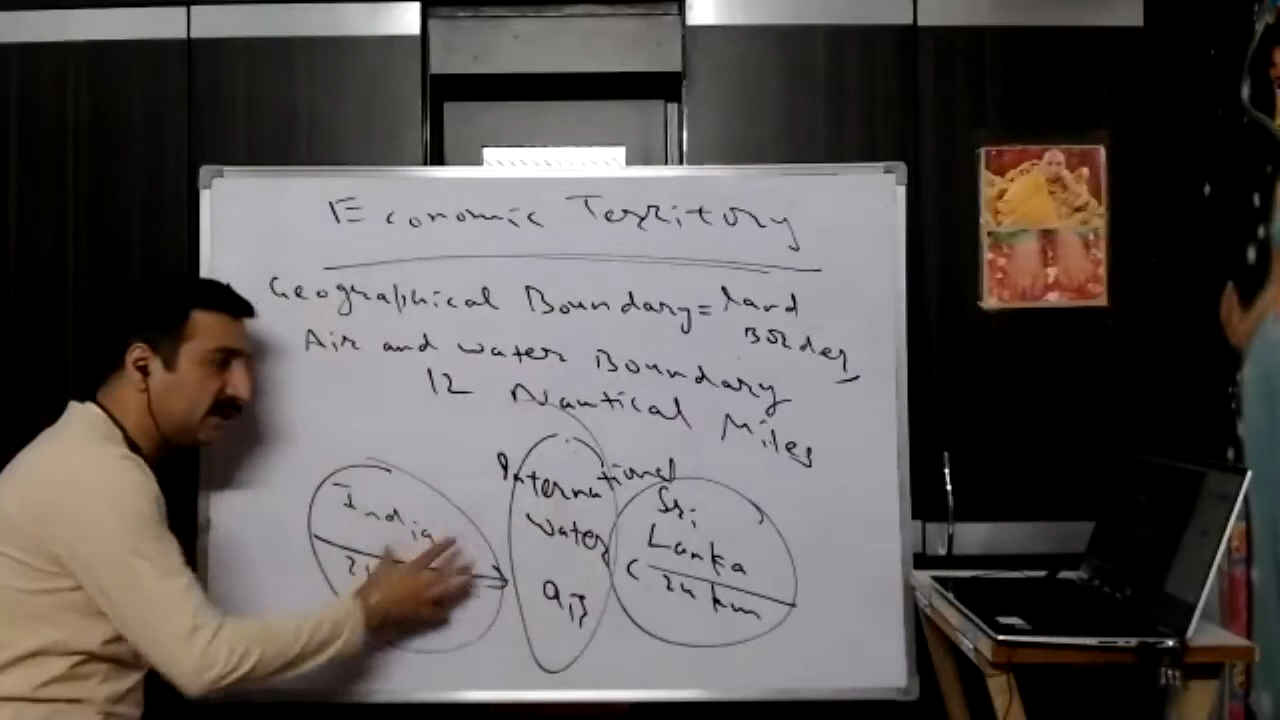 Economic Territory
Geographical Boundary = land
Border
Air and water Boundary
12 Nautical Miles
International
water
India
Sri
Lanka
24 km